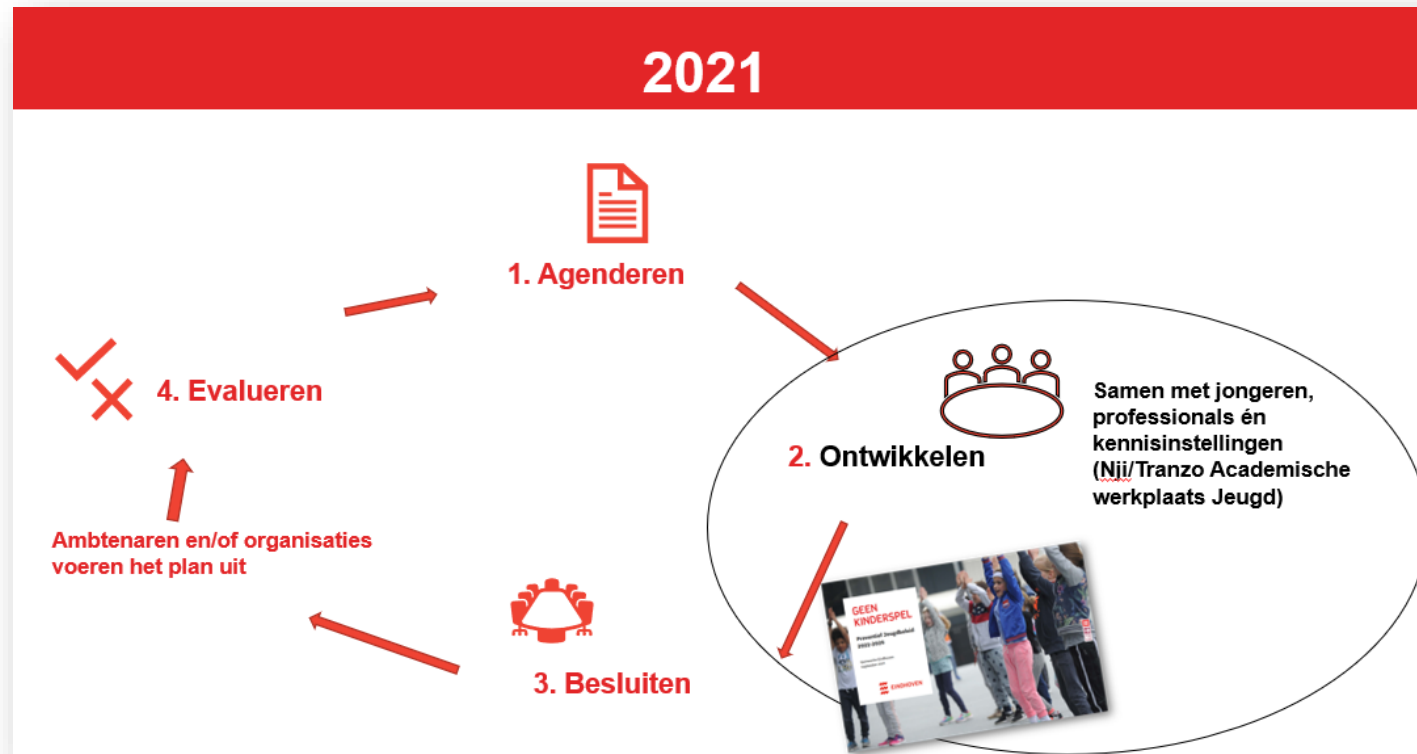 2021
1. Agenderen
4. Evalueren
2. Ontwikkelen
Samen met jongeren,
professionals én
kennisinstellingen
(Nji/Tranzo Academische
werkplaats Jeugd)
Ambtenaren en/of organisaties
voeren het plan uit
3. Besluiten
GEEN
KINDERSPEL
Preventief Jeugdbeleid
EINDHOVEN